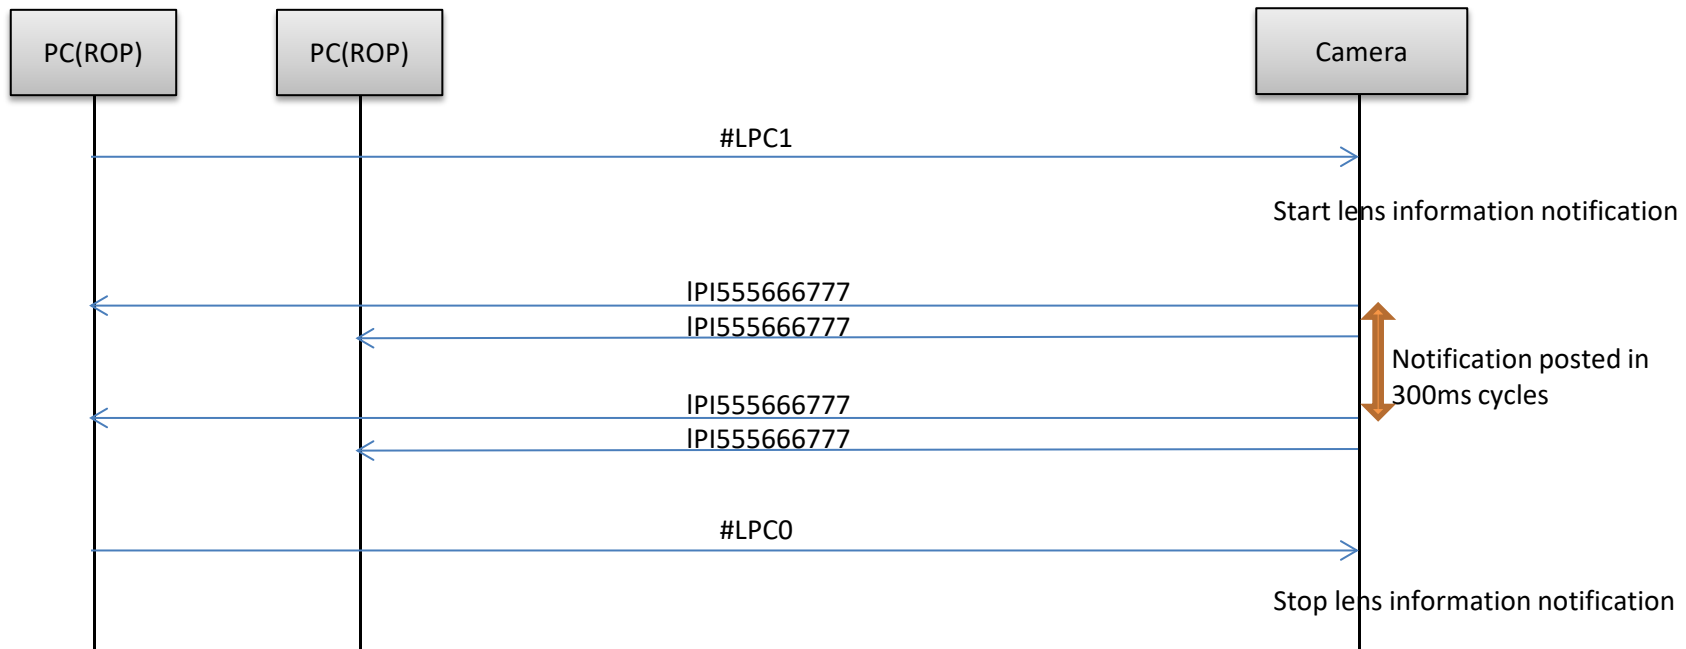 PC(ROP)
PC(ROP)
Camera
#LPC1
Start lens information notification
lPI555666777
lPI555666777
Notification posted in
300ms cycles
lPI555666777
lPI555666777
#LPC0
Stop lens information notification